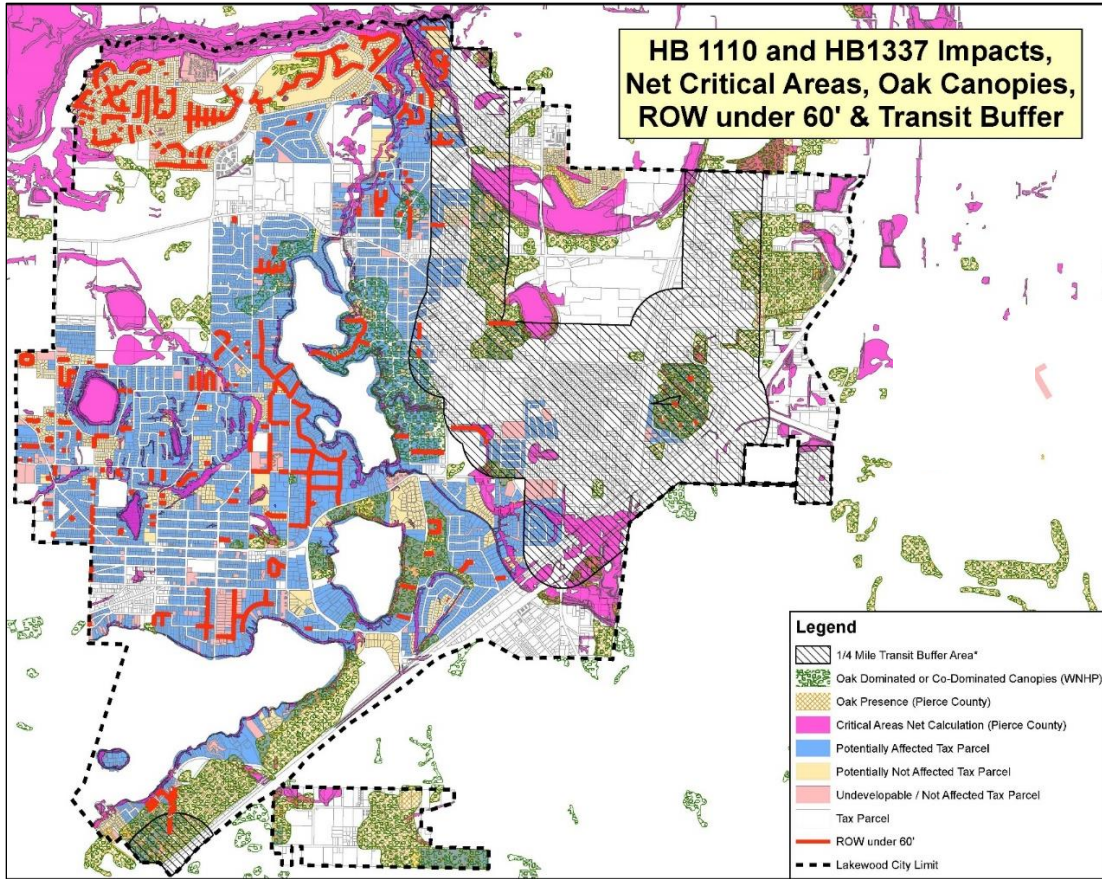 HB 1110 and HB1337 Impacts,
Net Critical Areas, Oak Canopies,
ROW under 60' & Transit Buffer
Legend
1/4 Mile Transit Buffer Area*
Oak Dominated or Co-Dominated Canopies (WNHP)
Oak Presence (Pierce County)
Critical Areas Net Calculation (Pierce County)
Potentially Affected Tax Parcel
Potentially Not Affected Tax Parcel
Undevelopable / Not Affected Tax Parcel
Tax Parcel
ROW under 60'
Lakewood City Limit